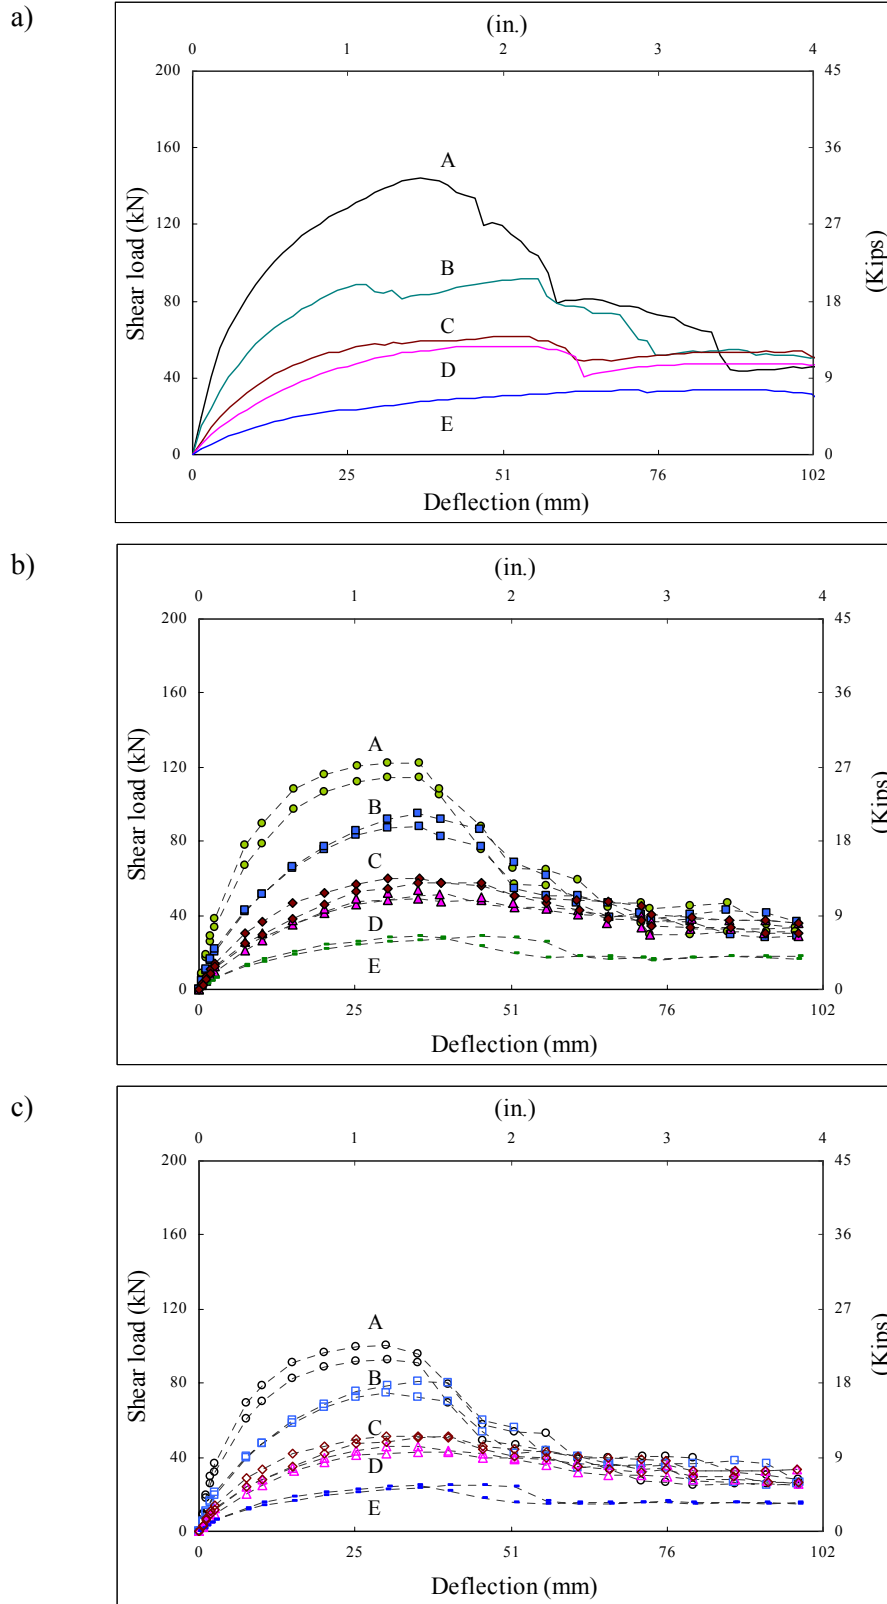 a)
(in.)
0 1 2 3 4
200 45
160 36
120 27
80 18
40 9
0 0
Shear load (kN)
(Kips)
A
B
C
D
E
0 25 51 76 102
Deflection (mm)
b)
(in.)
0 1 2 3 4
200 45
160 36
120 27
80 18
40 9
0 0
Shear load (kN)
(Kips)
A
B
C
D
E
0 25 51 76 102
Deflection (mm)
c)
(in.)
0 1 2 3 4
200 45
160 36
120 27
80 18
40 9
0 0
Shear load (kN)
(Kips)
A
B
C
D
E
0 25 51 76 102
Deflection (mm)